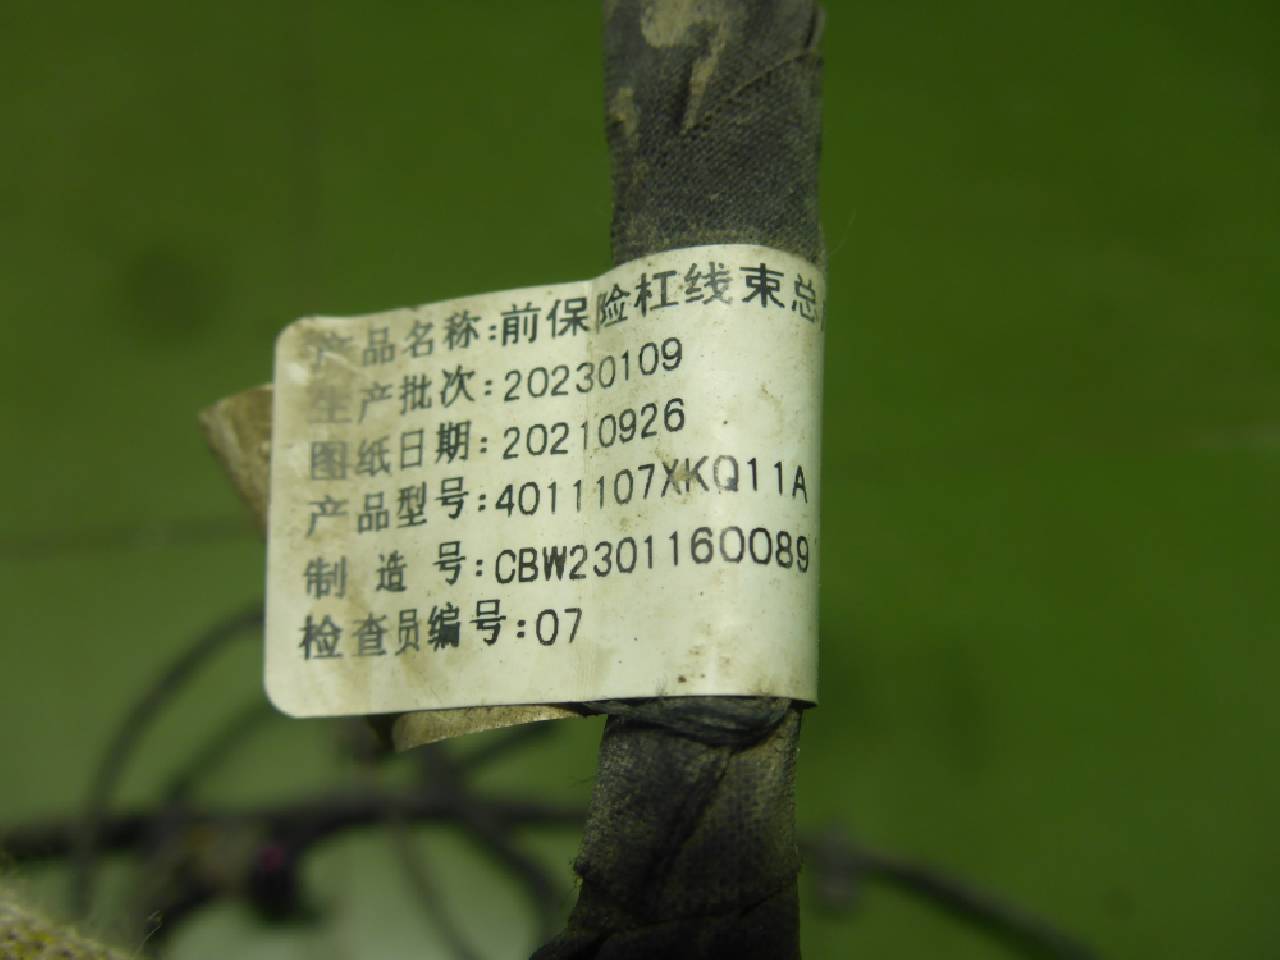 产品名称:前保险杠线束总
生产批次:20230109
图纸日期:20210926
产品型号:4011107XKQ11A
制 造 号:CBW2301160089
检查员编号:07